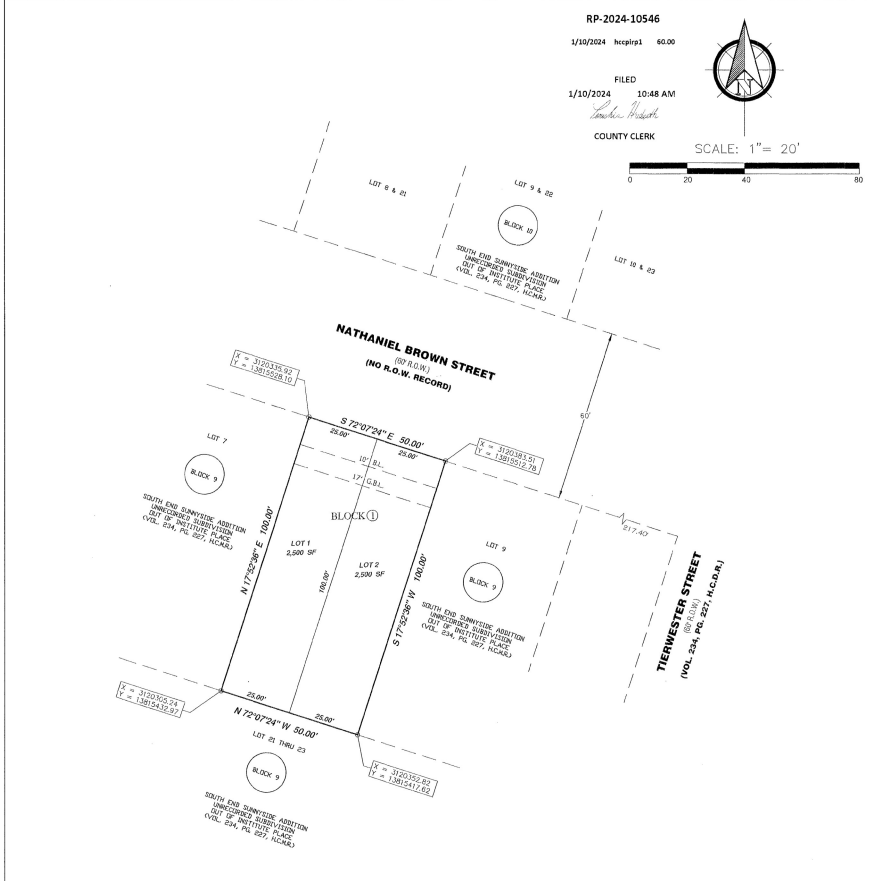 RP-2024-10546
1/10/2024 hccpirp1 60.00
FILED
1/10/2024 10:48 AM
COUNTY CLERK
N
SCALE: 1"= 20'
0 20 40 80
LOT 8 & 21
LOT 9 & 22
BLOCK 10
SOUTH END SUNNYSIDE ADDITION
UNRECORDED SUBDIVISION
OUT OF INSTITUTE PLACE
(VOL. 234, PG. 227, H.C.M.R.)
LOT 10 & 23
NATHANIEL BROWN STREET
(60' R.O.W.)
(NO R.O.W. RECORD)
60'
X = 3120335.92
Y = 13815528.10
S 72°07'24" E 50.00'
25.00'
25.00'
X = 3120383.51
Y = 13815512.78
10' B.L.
17' G.B.L.
LOT 7
BLOCK 9
SOUTH END SUNNYSIDE ADDITION
UNRECORDED SUBDIVISION
OUT OF INSTITUTE PLACE
(VOL. 234, PG. 227, H.C.M.R.)
N 17°52'36" E 100.00'
BLOCK 1
LOT 1
2,500 SF
100.00'
LOT 2
2,500 SF
S 17°52'36" W 100.00'
LOT 9
BLOCK 9
SOUTH END SUNNYSIDE ADDITION
UNRECORDED SUBDIVISION
OUT OF INSTITUTE PLACE
(VOL. 234, PG. 227, H.C.M.R.)
217.40'
TIERWESTER STREET
(60' R.O.W.)
(VOL. 234, PG. 227, H.C.D.R.)
X = 3120305.24
Y = 13815432.97
25.00'
25.00'
N 72°07'24" W 50.00'
LOT 21 THRU 23
BLOCK 9
SOUTH END SUNNYSIDE ADDITION
UNRECORDED SUBDIVISION
OUT OF INSTITUTE PLACE
(VOL. 234, PG. 227, H.C.M.R.)
X = 3120352.82
Y = 13815417.62